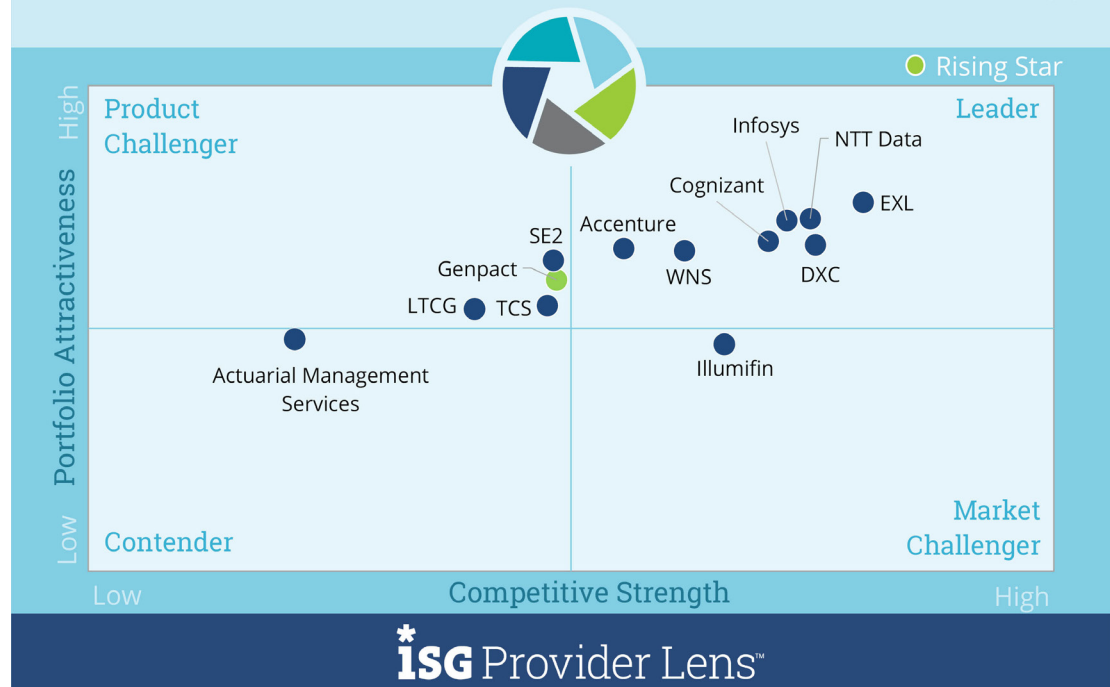 Rising Star
High
Product
Challenger
Leader
Infosys
NTT Data
Cognizant
EXL
Accenture
SE2
WNS
DXC
Genpact
LTCG
TCS
Portfolio Attractiveness
Illumifin
Actuarial Management
Services
Low
Contender
Market
Challenger
Low
Competitive Strength
High
*iSG Provider Lens™